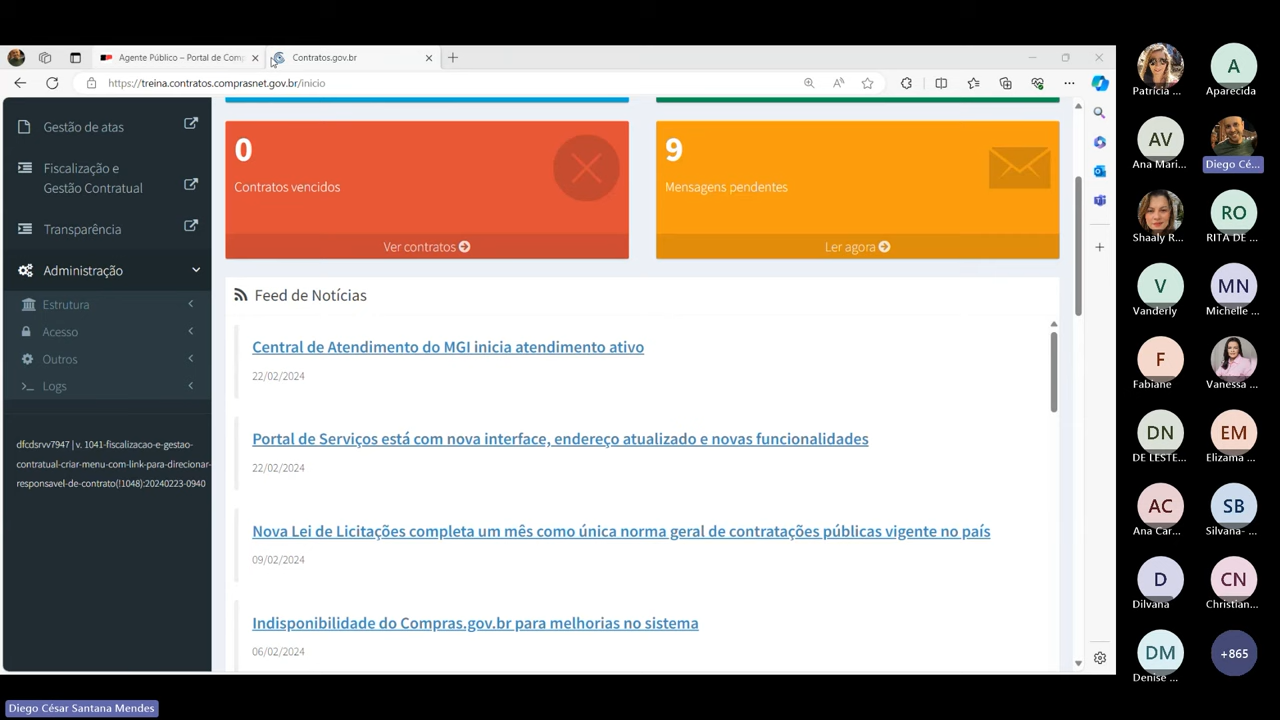 Agente Público – Portal de Comp
Contratos.gov.br
https://treina.contratos.comprasnet.gov.br/inicio
Gestão de atas
Fiscalização e
Gestão Contratual
Transparência
Administração
Estrutura
Acesso
Outros
Logs
dfcdsrvv7947 | v. 1041-fiscalizacao-e-gestao-
contratual-criar-menu-com-link-para-direcionar-
responsavel-de-contrato(!1048):20240223-0940
0
Contratos vencidos
Ver contratos
9
Mensagens pendentes
Ler agora
Feed de Notícias
Central de Atendimento do MGI inicia atendimento ativo
22/02/2024
Portal de Serviços está com nova interface, endereço atualizado e novas funcionalidades
22/02/2024
Nova Lei de Licitações completa um mês como única norma geral de contratações públicas vigente no país
09/02/2024
Indisponibilidade do Compras.gov.br para melhorias no sistema
06/02/2024
Patrícia ...
A
Aparecida
AV
Ana Mari...
Diego Cé...
Shaaly R...
RO
RITA DE ...
V
Vanderly
MN
Michelle ...
F
Fabiane
Vanessa ...
DN
DE LESTE...
EM
Elizama ...
AC
Ana Car...
SB
Silvana- ...
D
Dilvana
CN
Christian...
DM
Denise ...
+865
Diego César Santana Mendes